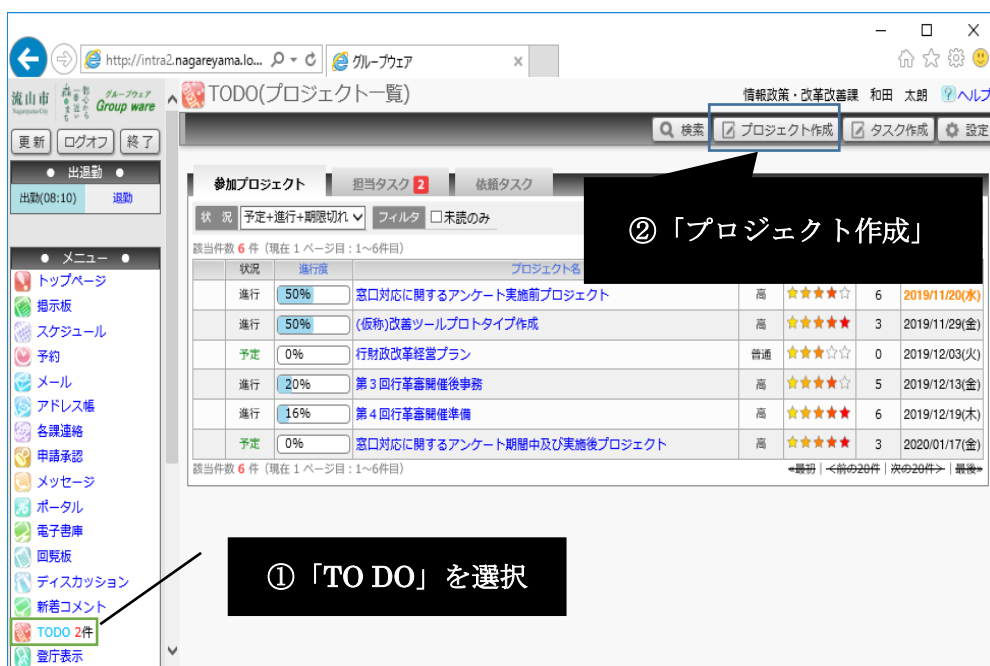 http://intra2.nagareyama.lo...
グループウェア
流山市
グループウェア
Group ware
TODO(プロジェクト一覧)
情報政策・改革改善課 和田 太朗 ヘルプ
更新 ログオフ 終了
検索 プロジェクト作成 タスク作成 設定
● 出退勤 ●
出勤(08:10) 退勤
参加プロジェクト 担当タスク 2 依頼タスク
状 況 予定+進行+期限切れ フィルタ 未読のみ
②「プロジェクト作成」
該当件数 6 件 (現在 1 ページ目:1~6件目)
状況 進行度 プロジェクト名
進行 50% 窓口対応に関するアンケート実施前プロジェクト 高 ★★★★☆ 6 2019/11/20(水)
進行 50% (仮称)改善ツールプロトタイプ作成 高 ★★★★★ 3 2019/11/29(金)
予定 0% 行財政改革経営プラン 普通 ★★★☆☆ 0 2019/12/03(火)
進行 20% 第3回行革審開催後事務 高 ★★★★☆ 5 2019/12/13(金)
進行 16% 第4回行革審開催準備 高 ★★★★★ 6 2019/12/19(木)
予定 0% 窓口対応に関するアンケート期間中及び実施後プロジェクト 高 ★★★★★ 3 2020/01/17(金)
該当件数 6 件 (現在 1 ページ目:1~6件目)
«最初 | <前の20件 | 次の20件> | 最後»
● メニュー ●
トップページ
掲示板
スケジュール
予約
メール
アドレス帳
各課連絡
申請承認
メッセージ
ポータル
電子書庫
回覧板
ディスカッション
新着コメント
TODO 2件
登庁表示
①「TO DO」を選択